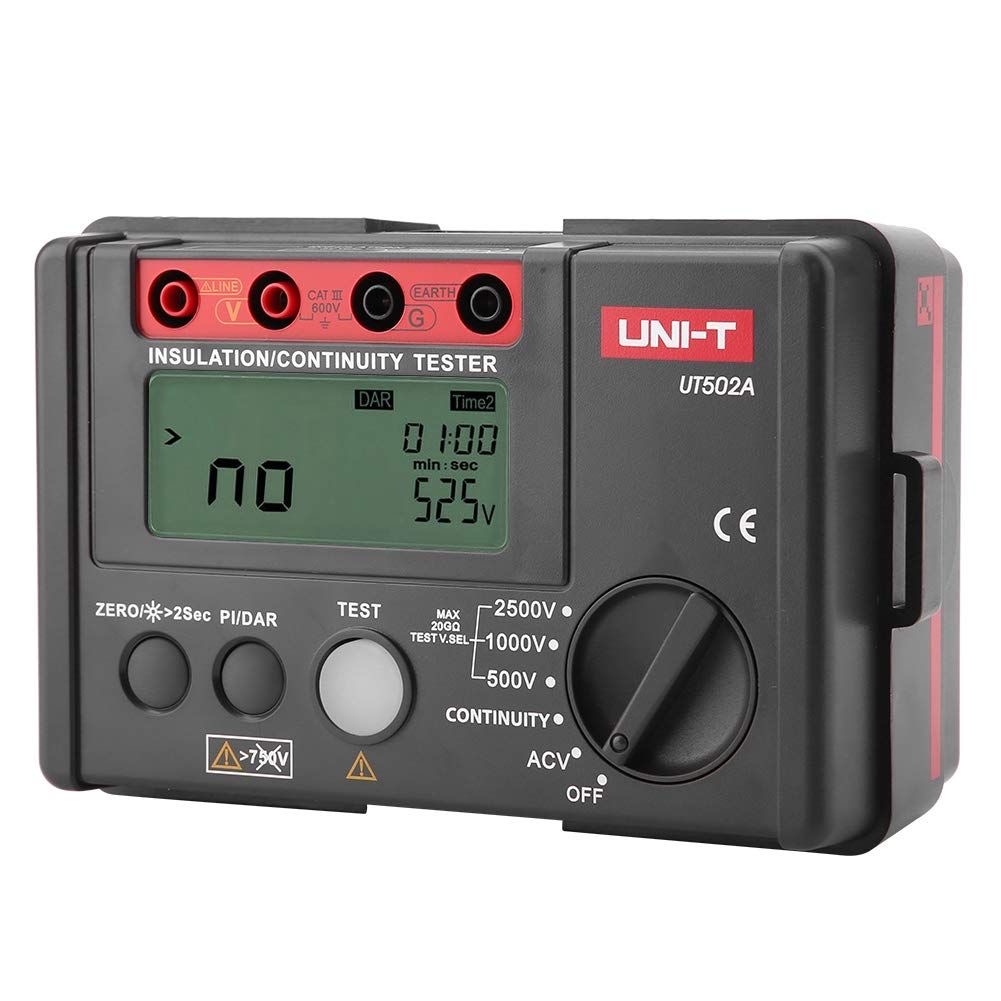 LINE V CAT III 600V EARTH G
INSULATION/CONTINUITY TESTER
UNI-T
UT502A
DAR Time2
> 01:00
min:sec
no 525V
CE
ZERO/>2Sec PI/DAR TEST
MAX 20GΩ TEST V.SEL
2500V
1000V
500V
CONTINUITY
ACV
OFF
>750V